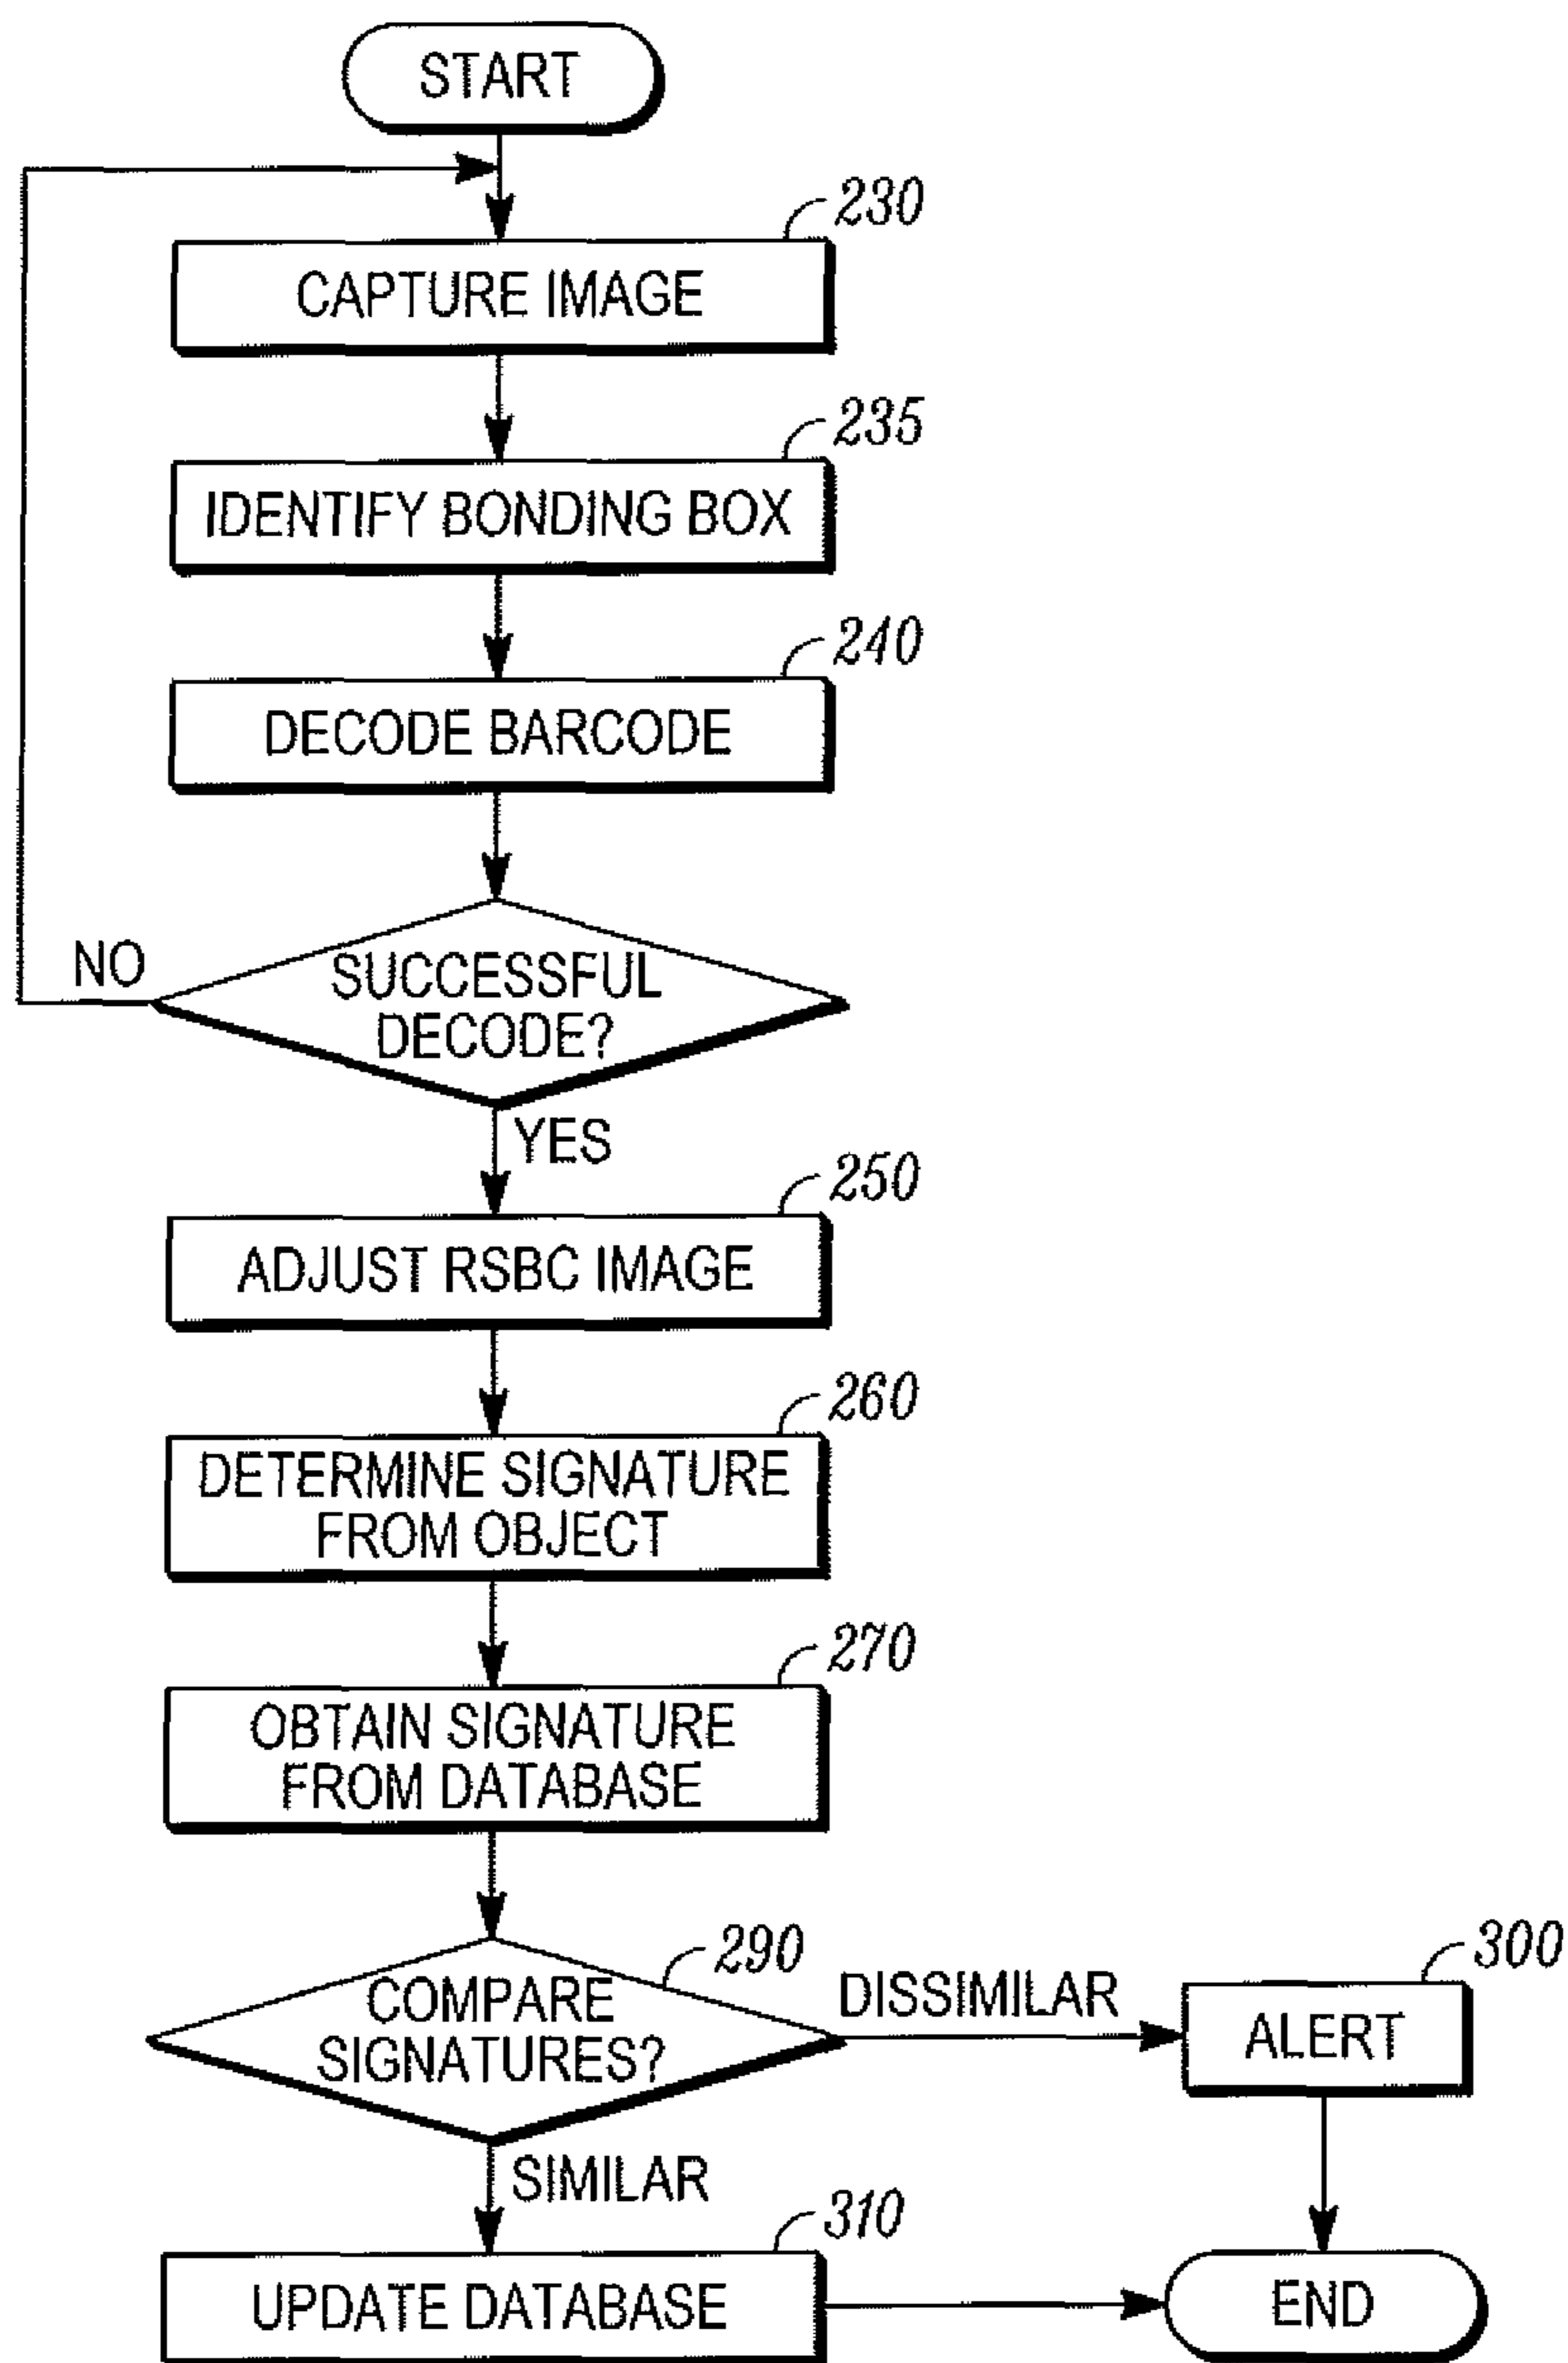 START
230
CAPTURE IMAGE
235
IDENTIFY BONDING BOX
240
DECODE BARCODE
NO
SUCCESSFUL
DECODE?
YES
250
ADJUST RSBC IMAGE
260
DETERMINE SIGNATURE
FROM OBJECT
270
OBTAIN SIGNATURE
FROM DATABASE
290
COMPARE
SIGNATURES?
DISSIMILAR
300
ALERT
SIMILAR
310
UPDATE DATABASE
END